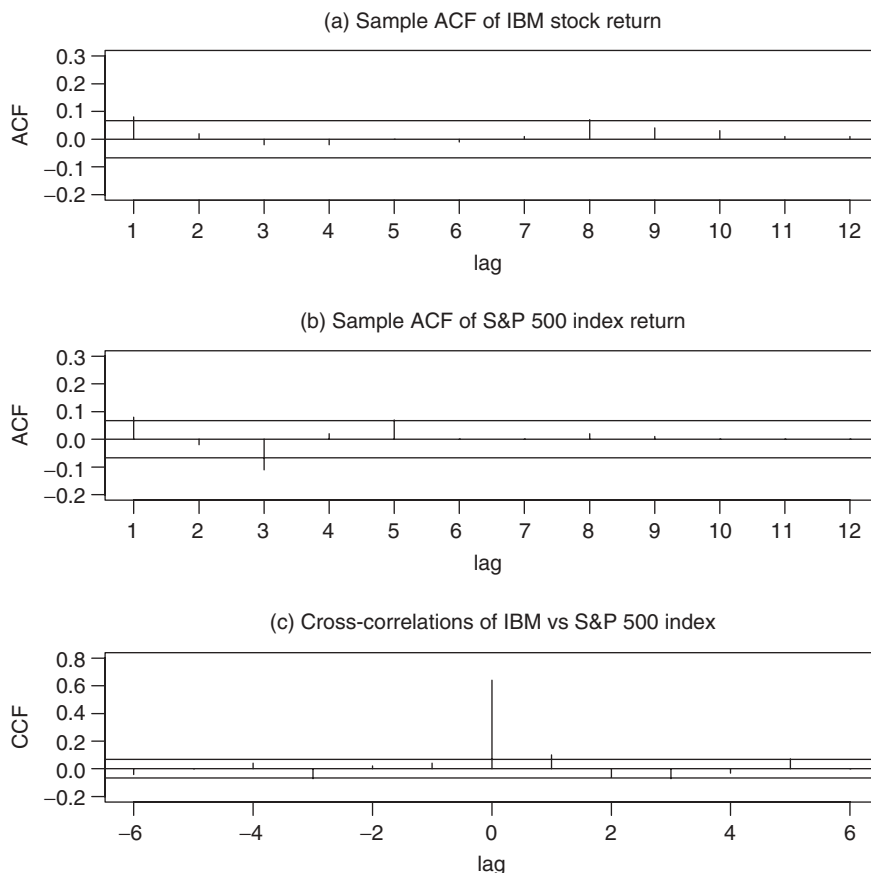 (a) Sample ACF of IBM stock return
ACF
0.3
0.2
0.1
0.0
−0.1
−0.2
1 2 3 4 5 6 7 8 9 10 11 12
lag
(b) Sample ACF of S&P 500 index return
ACF
0.3
0.2
0.1
0.0
−0.1
−0.2
1 2 3 4 5 6 7 8 9 10 11 12
lag
(c) Cross-correlations of IBM vs S&P 500 index
CCF
0.8
0.6
0.4
0.2
0.0
−0.2
−6 −4 −2 0 2 4 6
lag